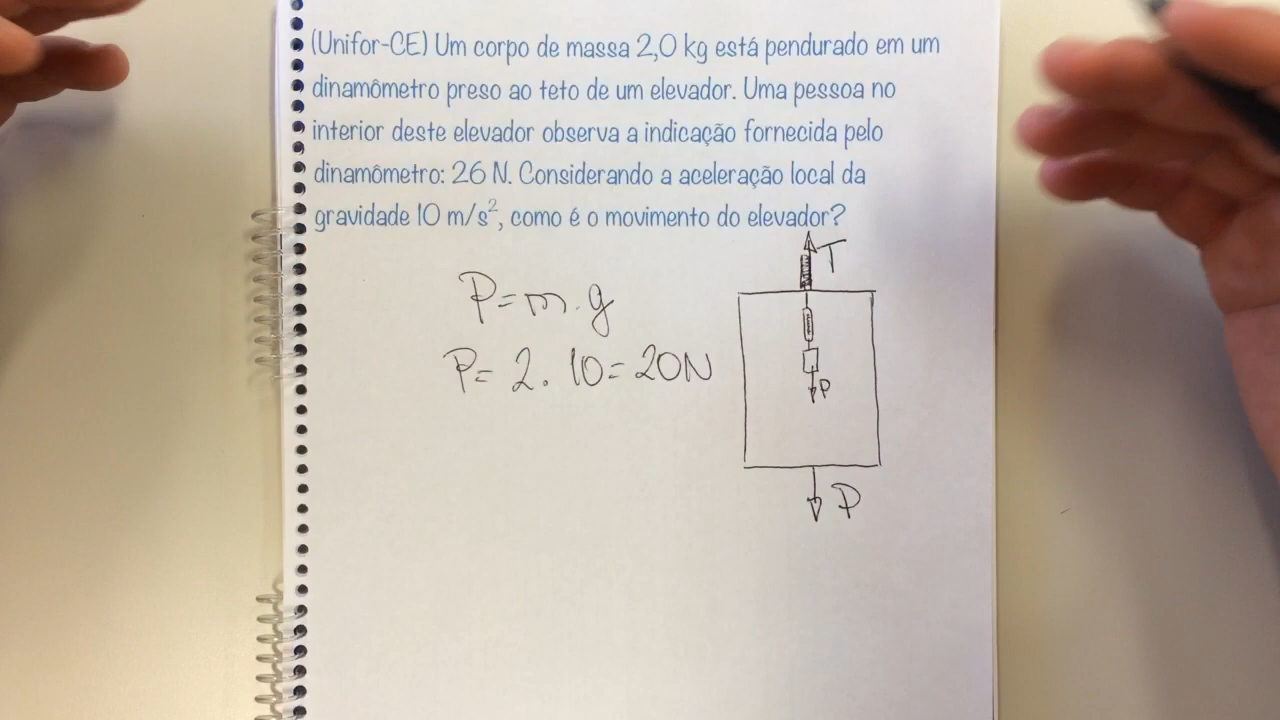 (Unifor-CE) Um corpo de massa 2,0 kg está pendurado em um
dinamômetro preso ao teto de um elevador. Uma pessoa no
interior deste elevador observa a indicação fornecida pelo
dinamômetro: 26 N. Considerando a aceleração local da
gravidade 10 m/s², como é o movimento do elevador?
T
P=m.g
P= 2. 10=20N
P
P